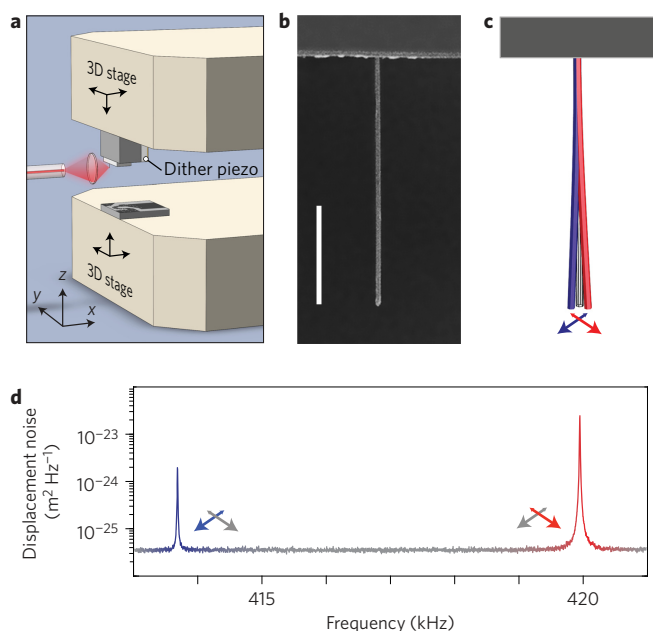 a
3D stage
Dither piezo
3D stage
z
y
x
b
c
d
Displacement noise
(m² Hz⁻¹)
10⁻²³
10⁻²⁴
10⁻²⁵
415
420
Frequency (kHz)